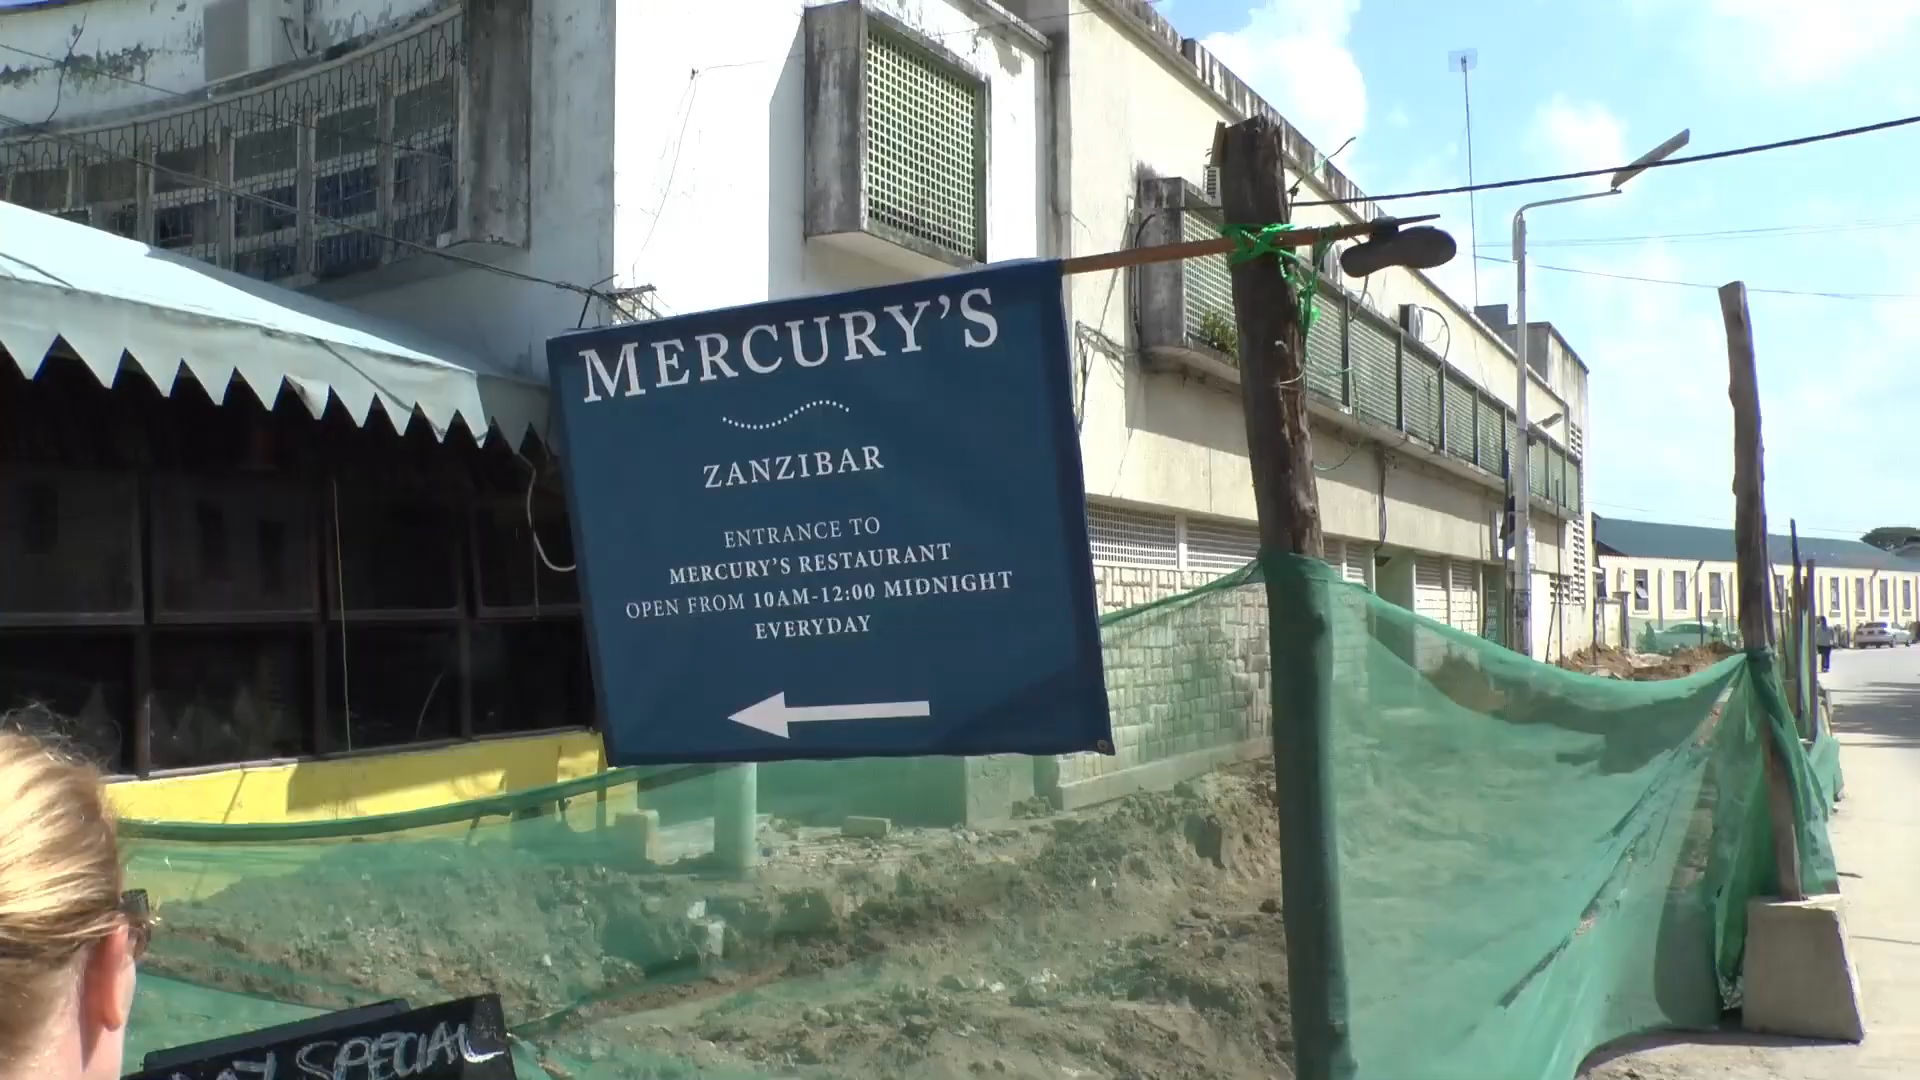 MERCURY'S
ZANZIBAR
ENTRANCE TO
MERCURY'S RESTAURANT
OPEN FROM 10AM-12:00 MIDNIGHT
EVERYDAY
SPECIAL